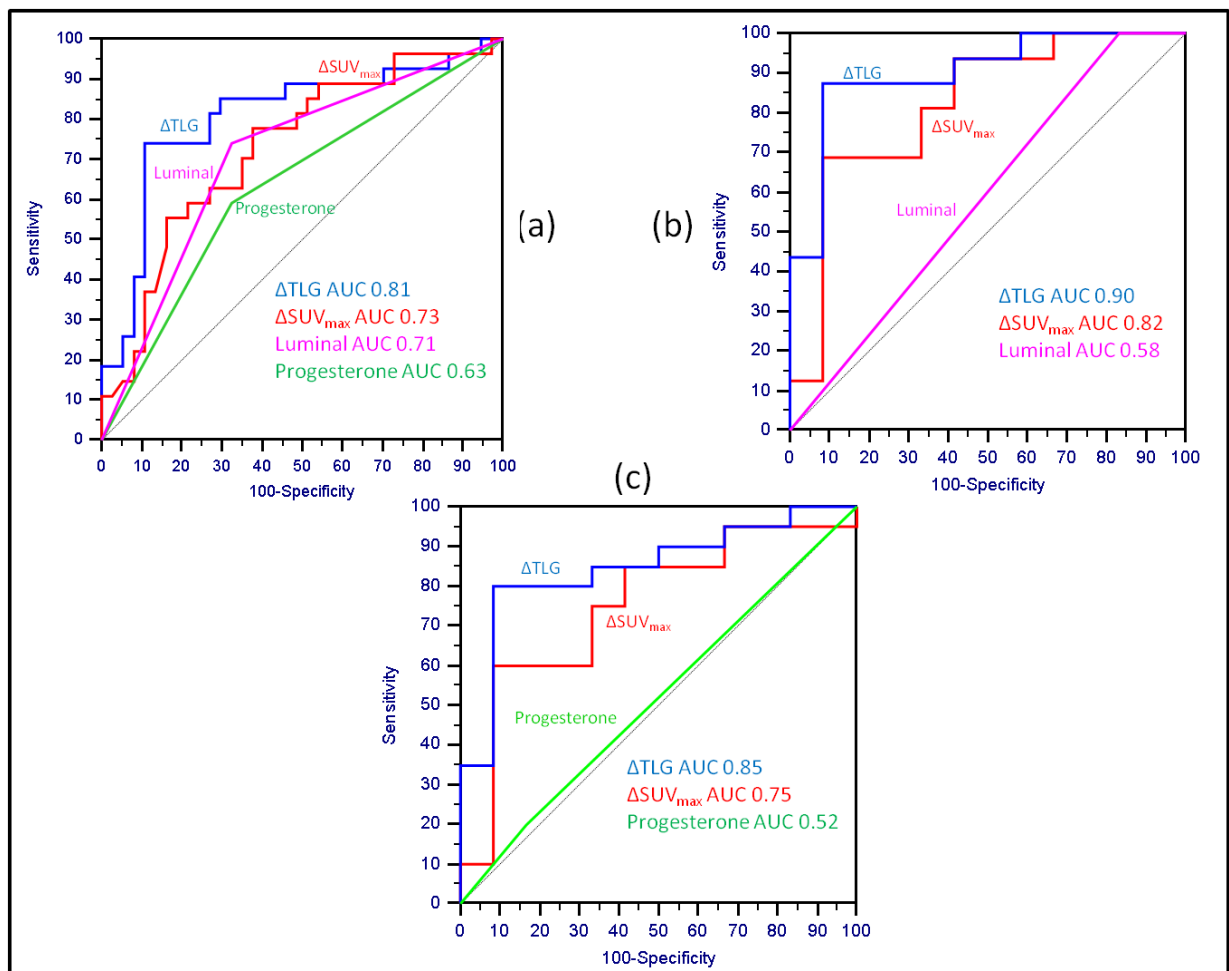 100
90
80
70
60
50
40
30
20
10
0
Sensitivity
ΔSUVmax
ΔTLG
Luminal
Progesterone
ΔTLG AUC 0.81
ΔSUVmax AUC 0.73
Luminal AUC 0.71
Progesterone AUC 0.63
0 10 20 30 40 50 60 70 80 90 100
100-Specificity
(a)
(b)
100
90
80
70
60
50
40
30
20
10
0
Sensitivity
ΔTLG
ΔSUVmax
Luminal
ΔTLG AUC 0.90
ΔSUVmax AUC 0.82
Luminal AUC 0.58
0 10 20 30 40 50 60 70 80 90 100
100-Specificity
(c)
100
90
80
70
60
50
40
30
20
10
0
Sensitivity
ΔTLG
ΔSUVmax
Progesterone
ΔTLG AUC 0.85
ΔSUVmax AUC 0.75
Progesterone AUC 0.52
0 10 20 30 40 50 60 70 80 90 100
100-Specificity